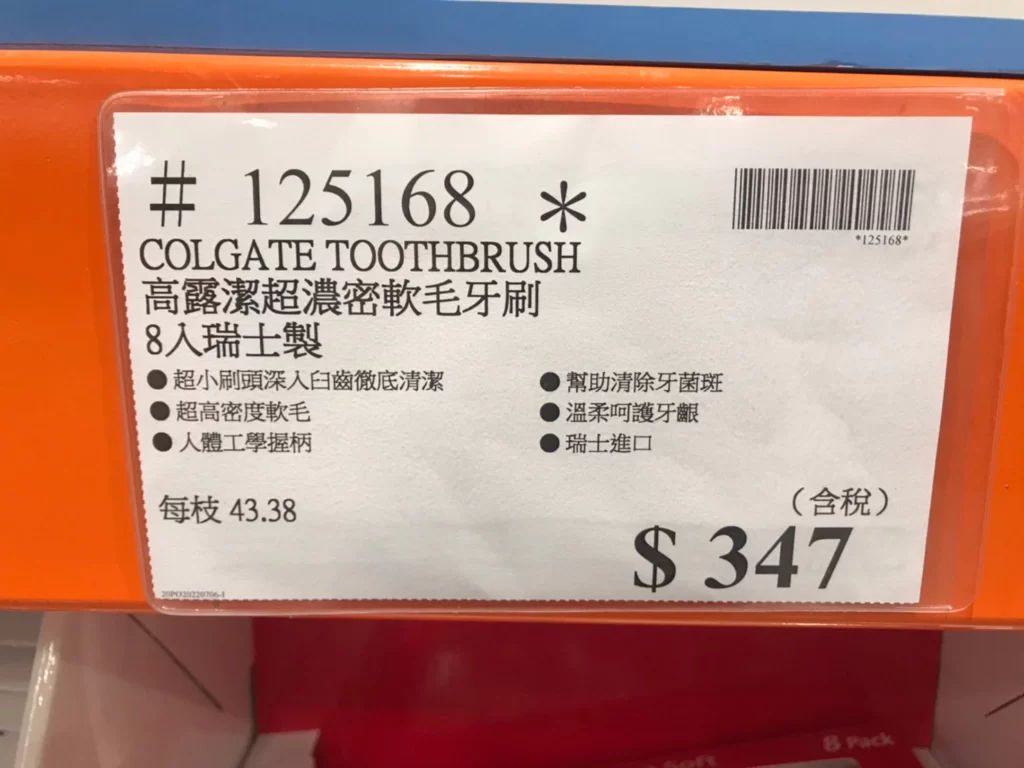 # 125168 *
*125168*
COLGATE TOOTHBRUSH
高露潔超濃密軟毛牙刷
8入瑞士製
● 超小刷頭深入臼齒徹底清潔
● 超高密度軟毛
● 人體工學握柄
● 幫助清除牙菌斑
● 溫柔呵護牙齦
● 瑞士進口
每枝 43.38
（含稅）
$ 347
20PO20220706-1
Soft
8 Pack